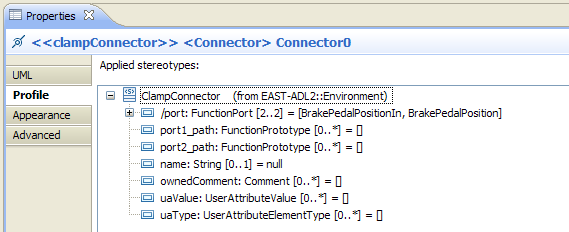 Properties
<<clampConnector>> <Connector> Connector0
Applied stereotypes:
UML
Profile
Appearance
Advanced
ClampConnector (from EAST-ADL2::Environment)
/port: FunctionPort [2..2] = [BrakePedalPositionIn, BrakePedalPosition]
port1_path: FunctionPrototype [0..*] = []
port2_path: FunctionPrototype [0..*] = []
name: String [0..1] = null
ownedComment: Comment [0..*] = []
uaValue: UserAttributeValue [0..*] = []
uaType: UserAttributeElementType [0..*] = []